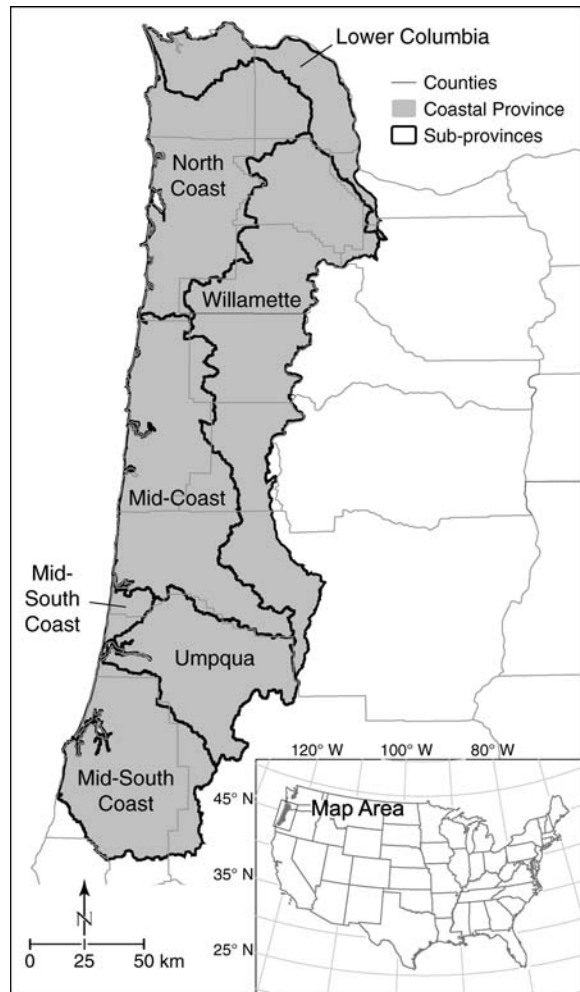 Lower Columbia
Counties
Coastal Province
Sub-provinces
North
Coast
Willamette
Mid-Coast
Mid-
South
Coast
Umpqua
Mid-South
Coast
120° W 100° W 80° W
45° N
Map Area
35° N
25° N
N
0 25 50 km